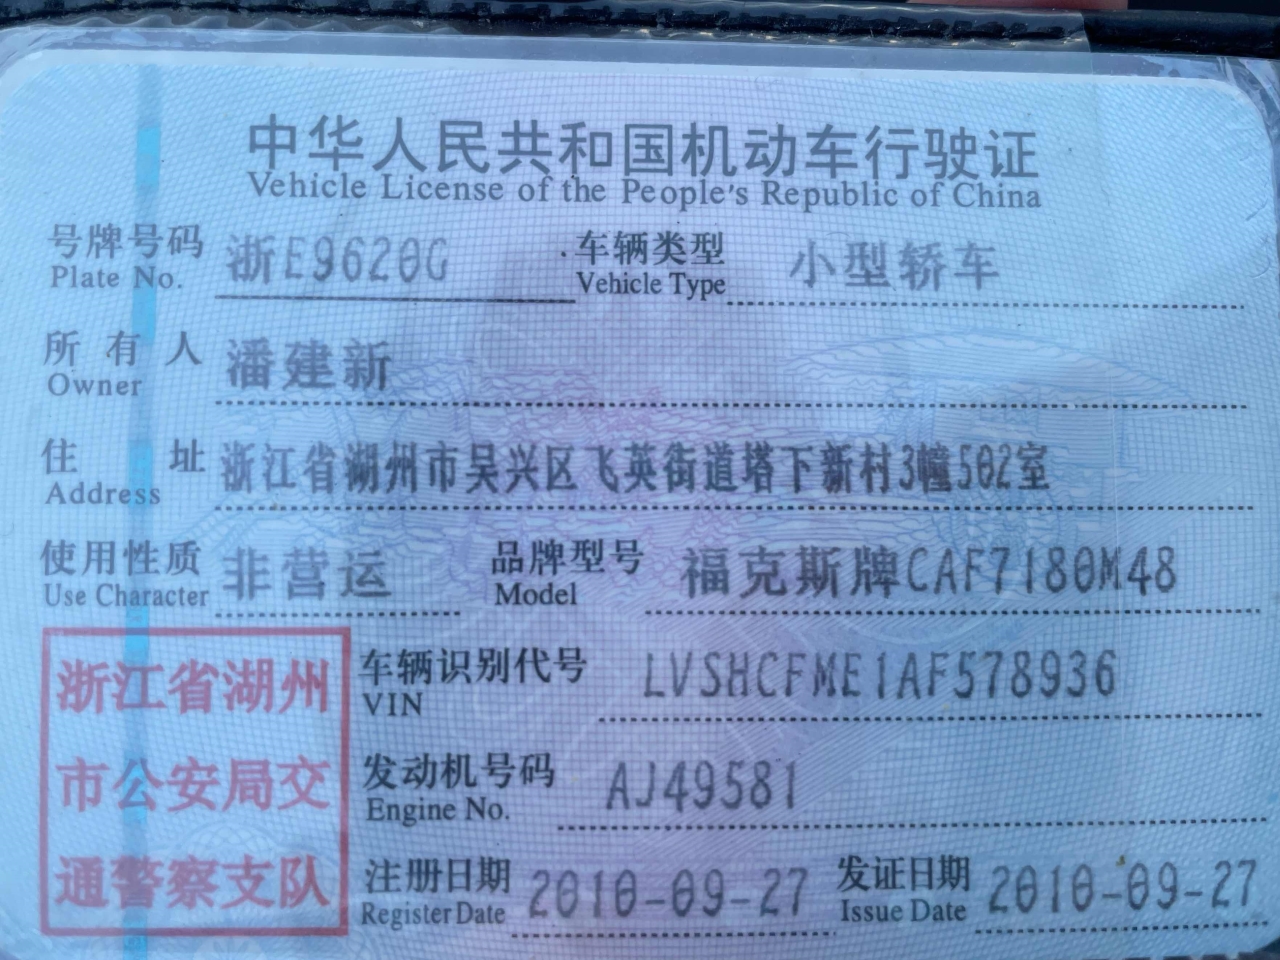 中华人民共和国机动车行驶证
Vehicle License of the People's Republic of China
号牌号码 浙E9620G 车辆类型 小型轿车
Plate No. Vehicle Type
所有人 潘建新
Owner
住址 浙江省湖州市吴兴区飞英街道塔下新村3幢502室
Address
使用性质 非营运 品牌型号 福克斯牌CAF7180M48
Use Character Model
浙江省湖州
市公安局交
通警察支队
车辆识别代号 LVSHCFME1AF578936
VIN
发动机号码 AJ49581
Engine No.
注册日期 2010-09-27 发证日期 2010-09-27
Register Date Issue Date